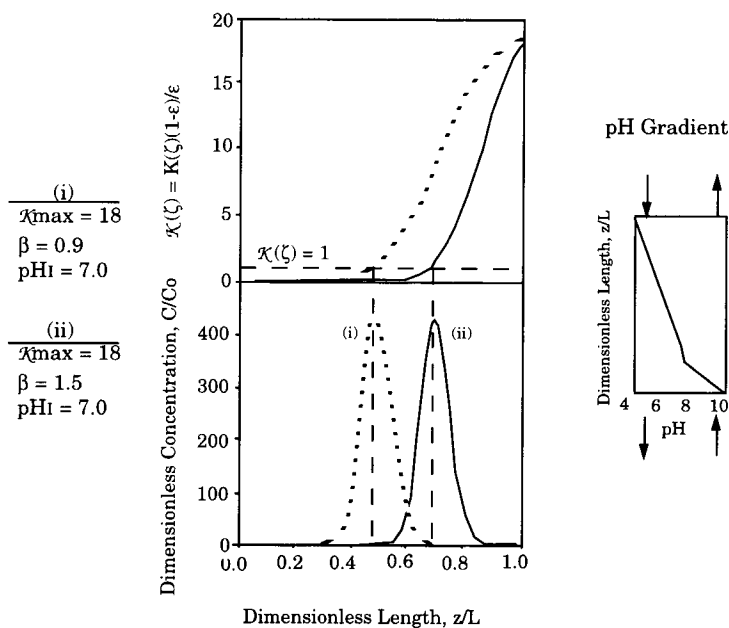 (i)
𝒦max = 18
β = 0.9
pHI = 7.0
(ii)
𝒦max = 18
β = 1.5
pHI = 7.0
𝒦(ζ) = K(ζ)(1-ε)/ε
20
15
10
5
0
𝒦(ζ) = 1
Dimensionless Concentration, C/Co
400
300
200
100
0
(i)
(ii)
0.0 0.2 0.4 0.6 0.8 1.0
Dimensionless Length, z/L
pH Gradient
Dimensionless Length, z/L
4 6 8 10
pH